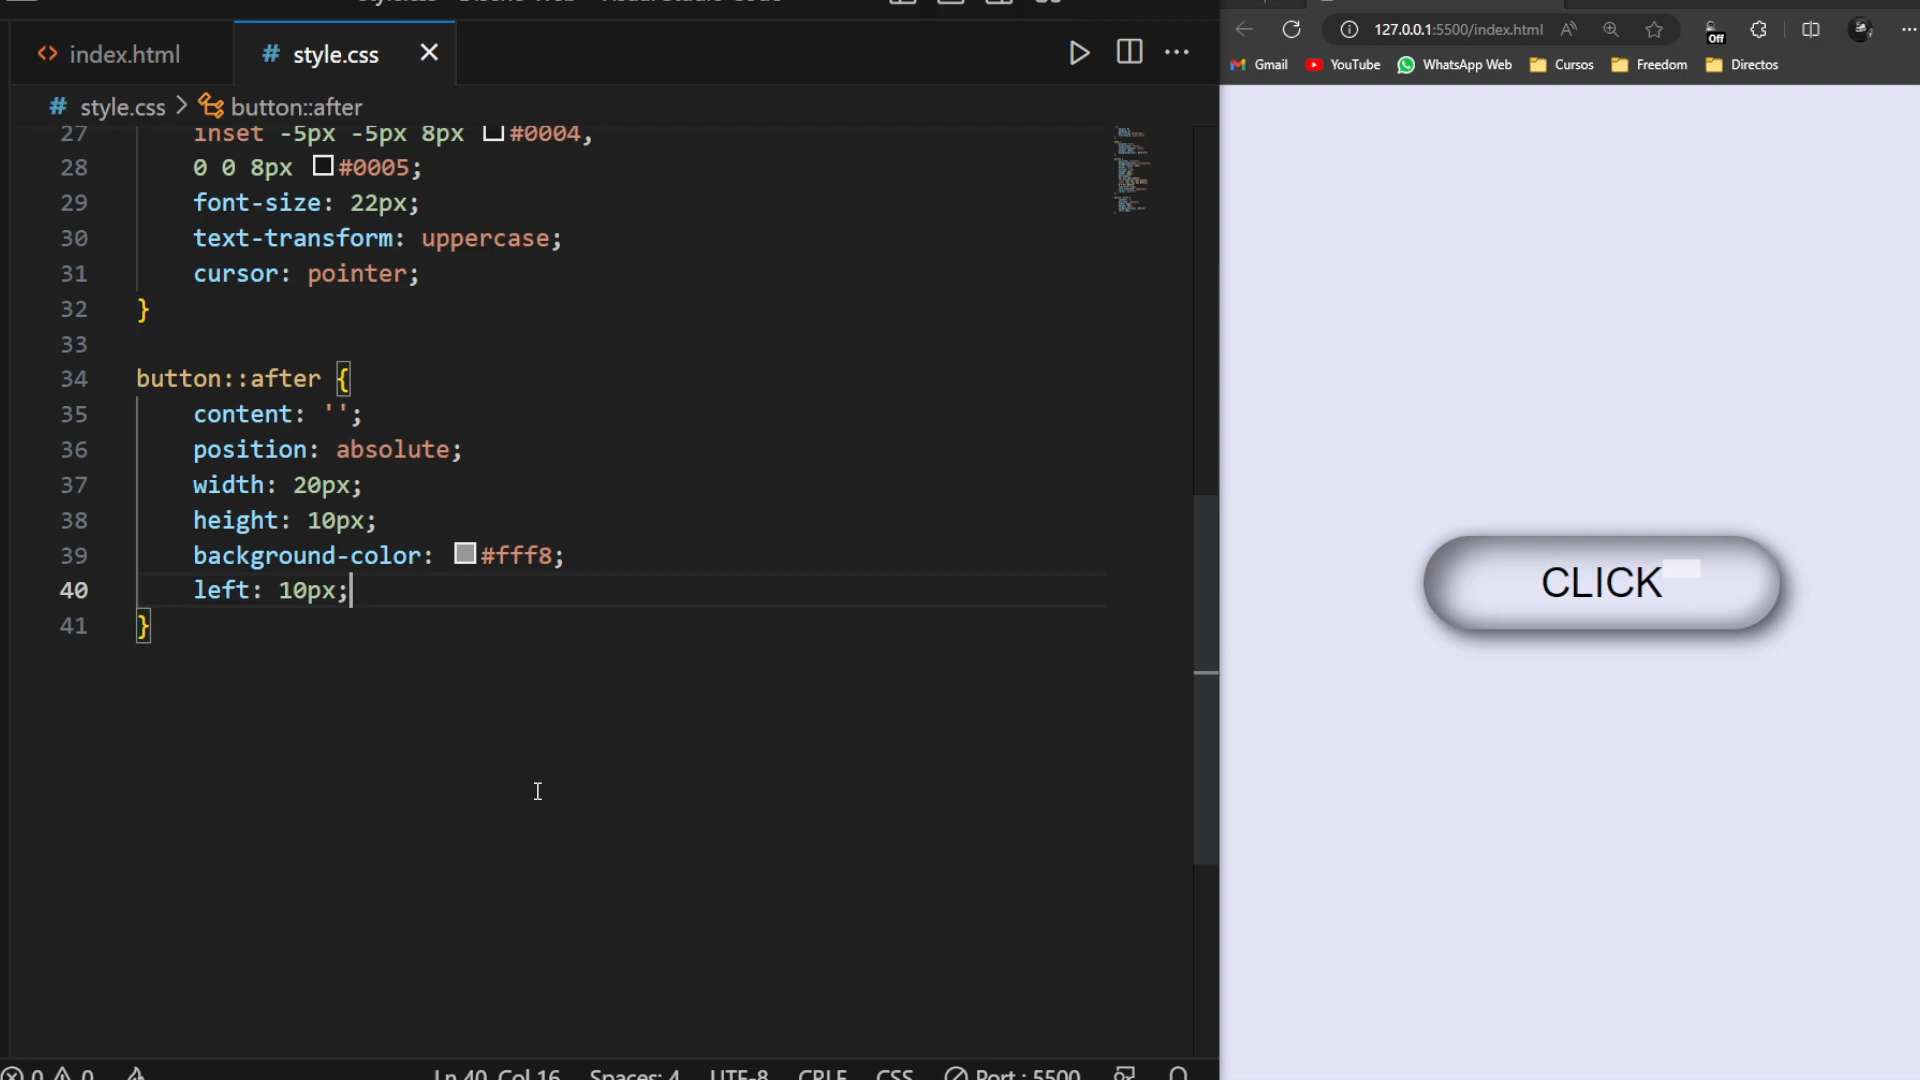 index.html
# style.css
# style.css > button::after
27 inset -5px -5px 8px #0004,
28 0 0 8px #0005;
29 font-size: 22px;
30 text-transform: uppercase;
31 cursor: pointer;
32 }
33
34 button::after {
35 content: '';
36 position: absolute;
37 width: 20px;
38 height: 10px;
39 background-color: #fff8;
40 left: 10px;
41 }
Ln 40, Col 16 Spaces: 4 UTF-8 CRLF CSS Port : 5500
127.0.0.1:5500/index.html
Off
Gmail YouTube WhatsApp Web Cursos Freedom Directos
CLICK